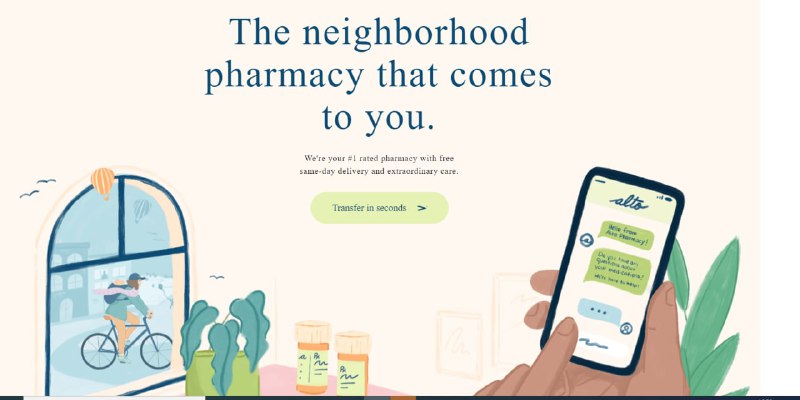 The neighborhood
pharmacy that comes
to you.
We're your #1 rated pharmacy with free
same-day delivery and extraordinary care.
Transfer in seconds >
alto
Hello from
Alto Pharmacy!
Do you have any
questions about
your medications?
We're here to help!
Rx
Rx